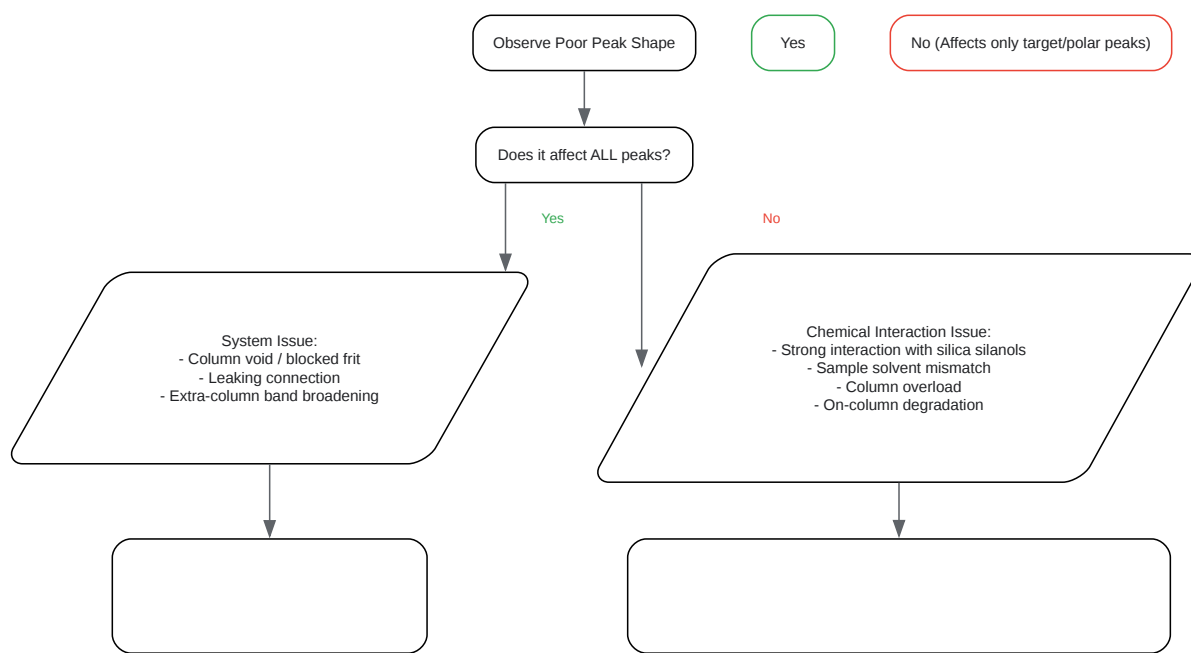 Observe Poor Peak Shape
Yes
No (Affects only target/polar peaks)
Does it affect ALL peaks?
Yes
No
System Issue:
- Column void / blocked frit
- Leaking connection
- Extra-column band broadening
Chemical Interaction Issue:
- Strong interaction with silica silanols
- Sample solvent mismatch
- Column overload
- On-column degradation